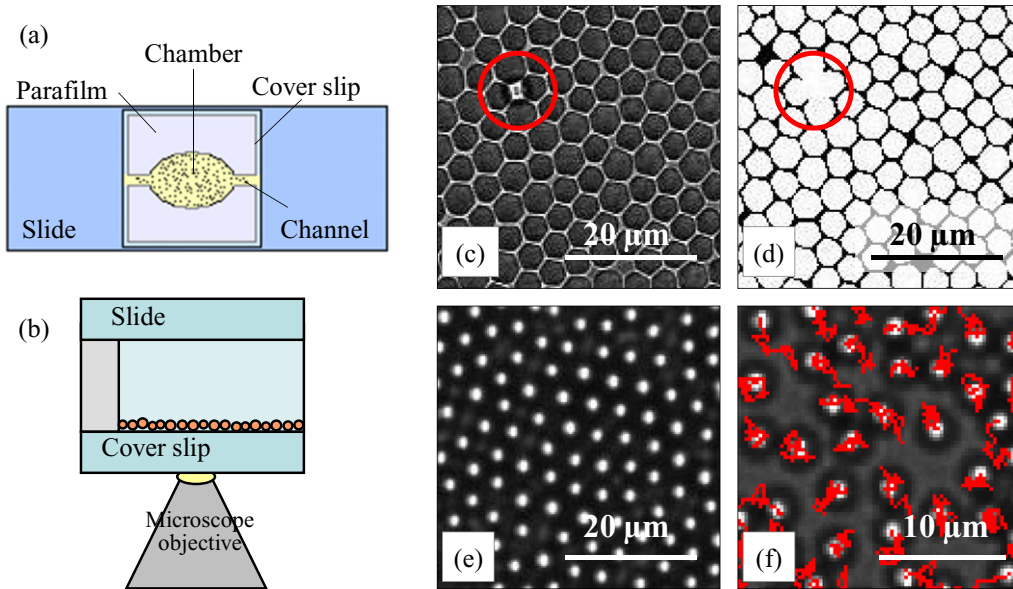 (a)
Chamber
Parafilm
Cover slip
Slide
Channel
(b)
Slide
Cover slip
Microscope
objective
20 µm
(c)
20 µm
(d)
20 µm
(e)
10 µm
(f)